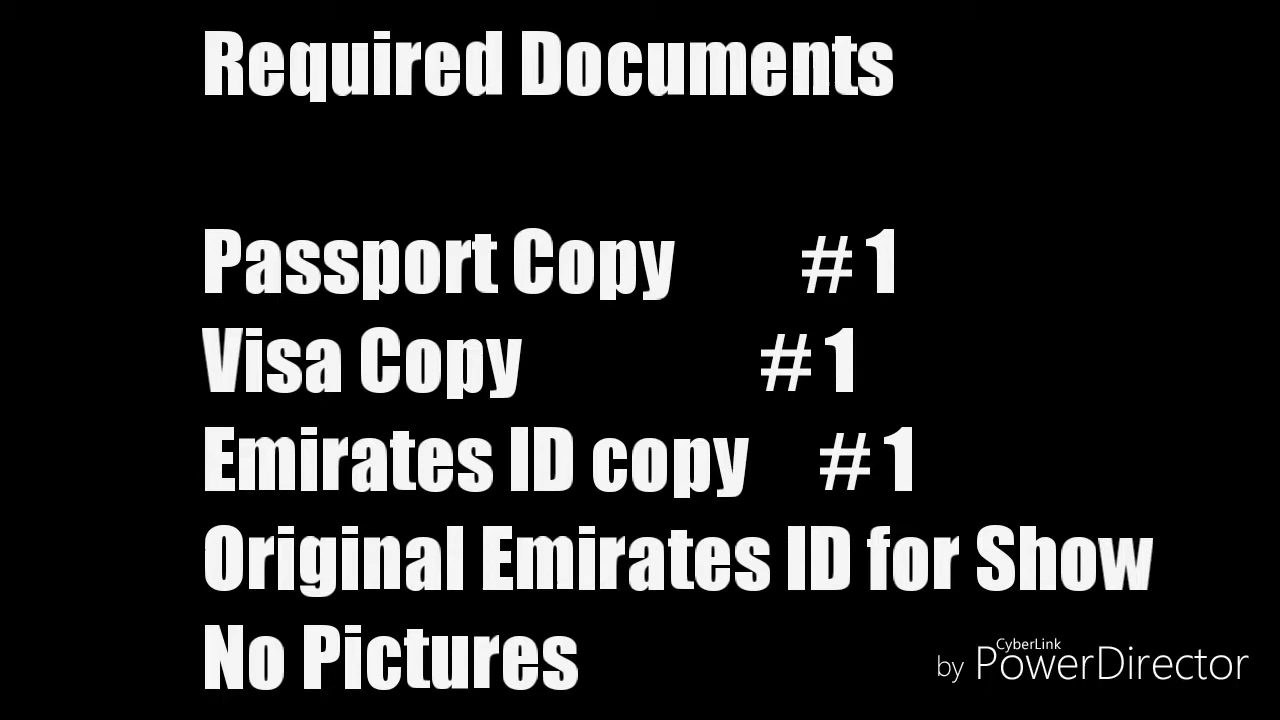 Required Documents
Passport Copy #1
Visa Copy #1
Emirates ID copy #1
Original Emirates ID for Show
No Pictures
CyberLink
by PowerDirector